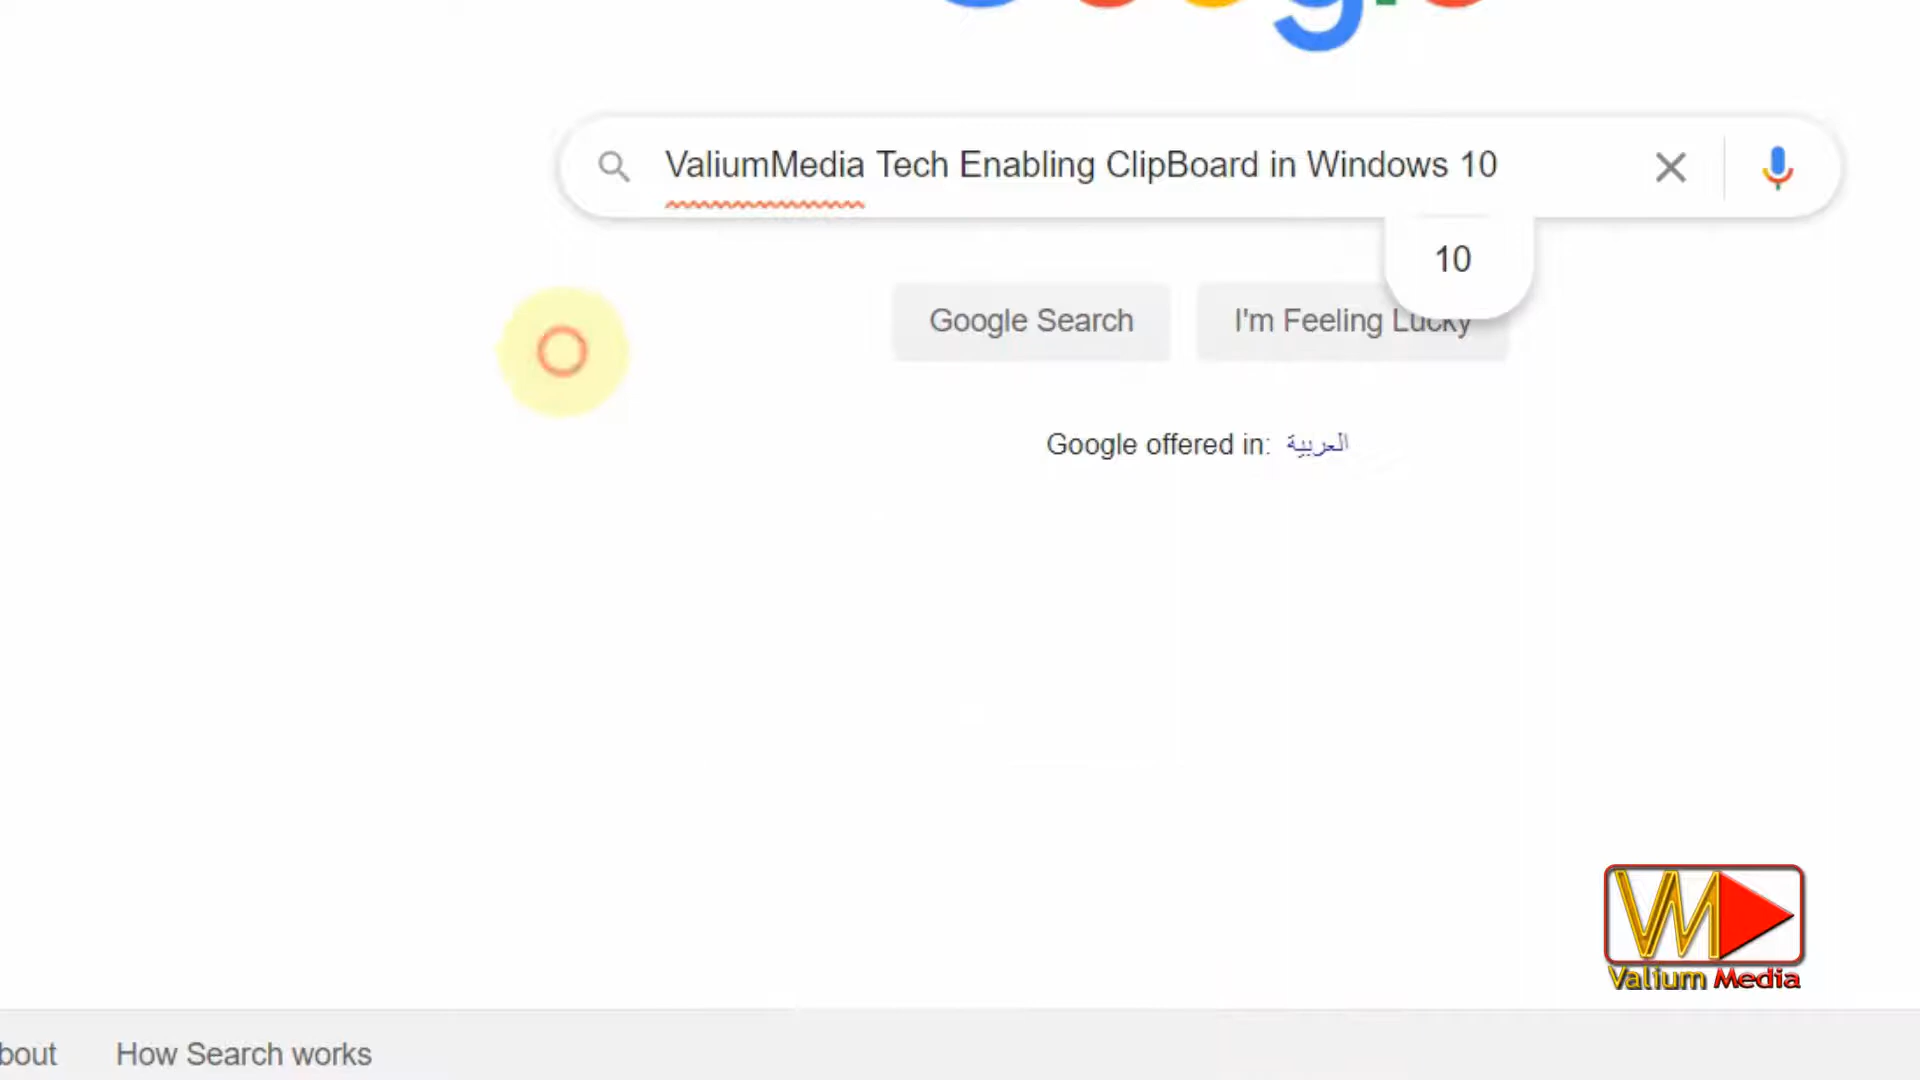 ValiumMedia Tech Enabling ClipBoard in Windows 10
10
Google Search
I'm Feeling Lucky
Google offered in: العربية
VM
Valium Media
How Search works